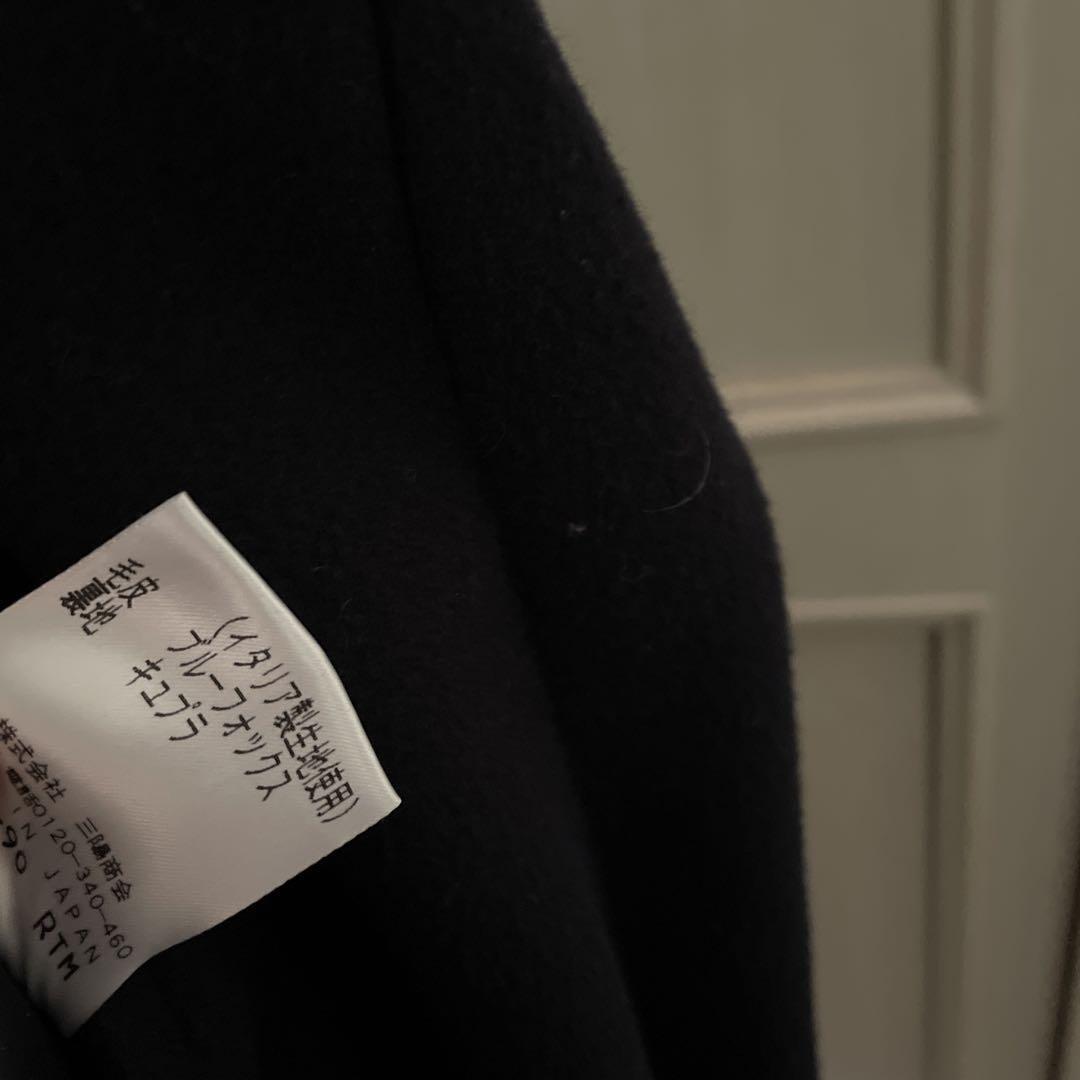 (イタリア製生地使用)
毛皮 ブルーフォックス
裏地 キュプラ
株式会社 三陽商会
0120-340-460
IN JAPAN
90 RTM